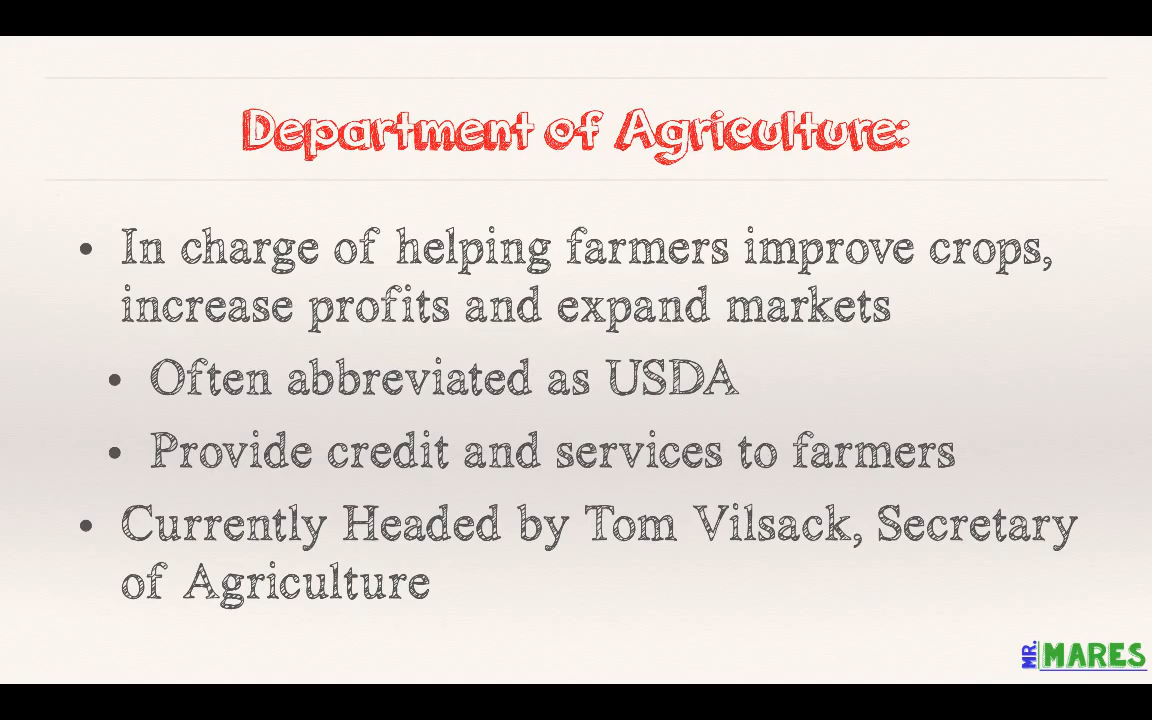 Department of Agriculture:
• In charge of helping farmers improve crops,
increase profits and expand markets
• Often abbreviated as USDA
• Provide credit and services to farmers
• Currently Headed by Tom Vilsack, Secretary
of Agriculture
MR. MARES